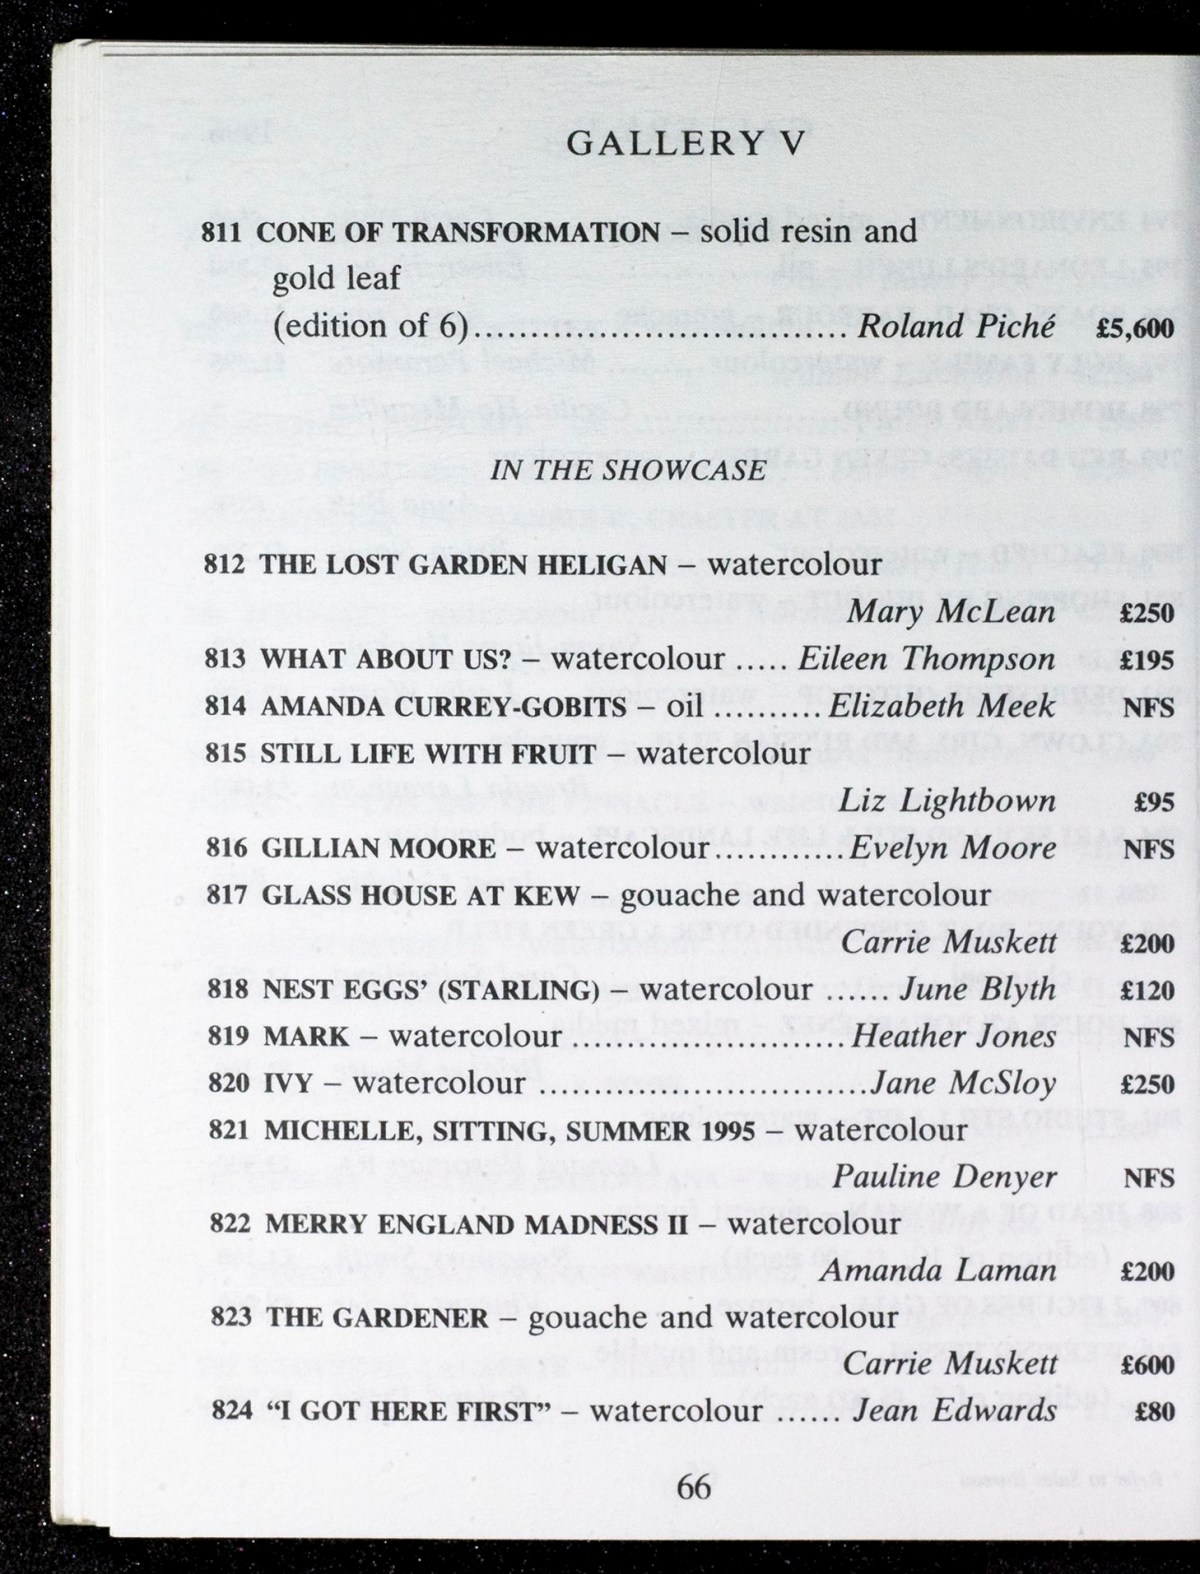 GALLERY V
811 CONE OF TRANSFORMATION – solid resin and
gold leaf
(edition of 6).................................. Roland Piché £5,600
IN THE SHOWCASE
812 THE LOST GARDEN HELIGAN – watercolour
Mary McLean £250
813 WHAT ABOUT US? – watercolour ..... Eileen Thompson £195
814 AMANDA CURREY-GOBITS – oil .......... Elizabeth Meek NFS
815 STILL LIFE WITH FRUIT – watercolour
Liz Lightbown £95
816 GILLIAN MOORE – watercolour............ Evelyn Moore NFS
817 GLASS HOUSE AT KEW – gouache and watercolour
Carrie Muskett £200
818 NEST EGGS’ (STARLING) – watercolour ...... June Blyth £120
819 MARK – watercolour ......................... Heather Jones NFS
820 IVY – watercolour ..............................Jane McSloy £250
821 MICHELLE, SITTING, SUMMER 1995 – watercolour
Pauline Denyer NFS
822 MERRY ENGLAND MADNESS II – watercolour
Amanda Laman £200
823 THE GARDENER – gouache and watercolour
Carrie Muskett £600
824 “I GOT HERE FIRST” – watercolour ...... Jean Edwards £80
66